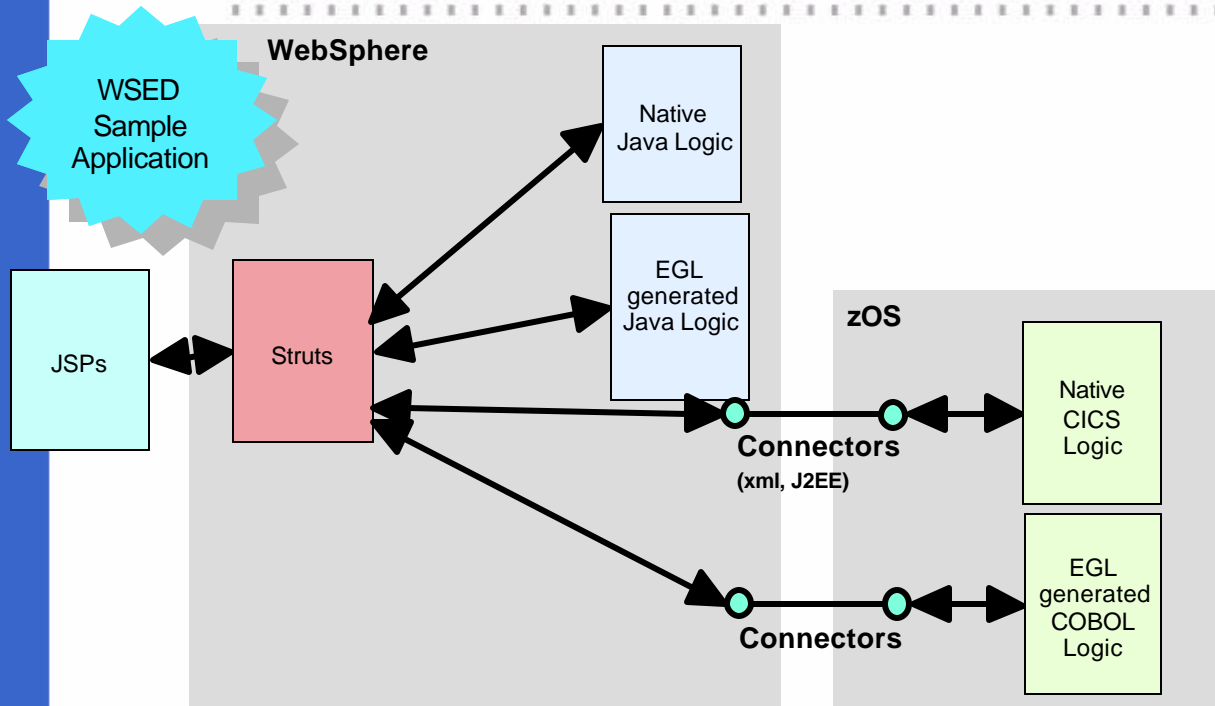 WebSphere
WSED
Sample
Application
Native
Java Logic
EGL
generated
Java Logic
zOS
JSPs
Struts
Native
CICS
Logic
Connectors
(xml, J2EE)
EGL
generated
COBOL
Logic
Connectors